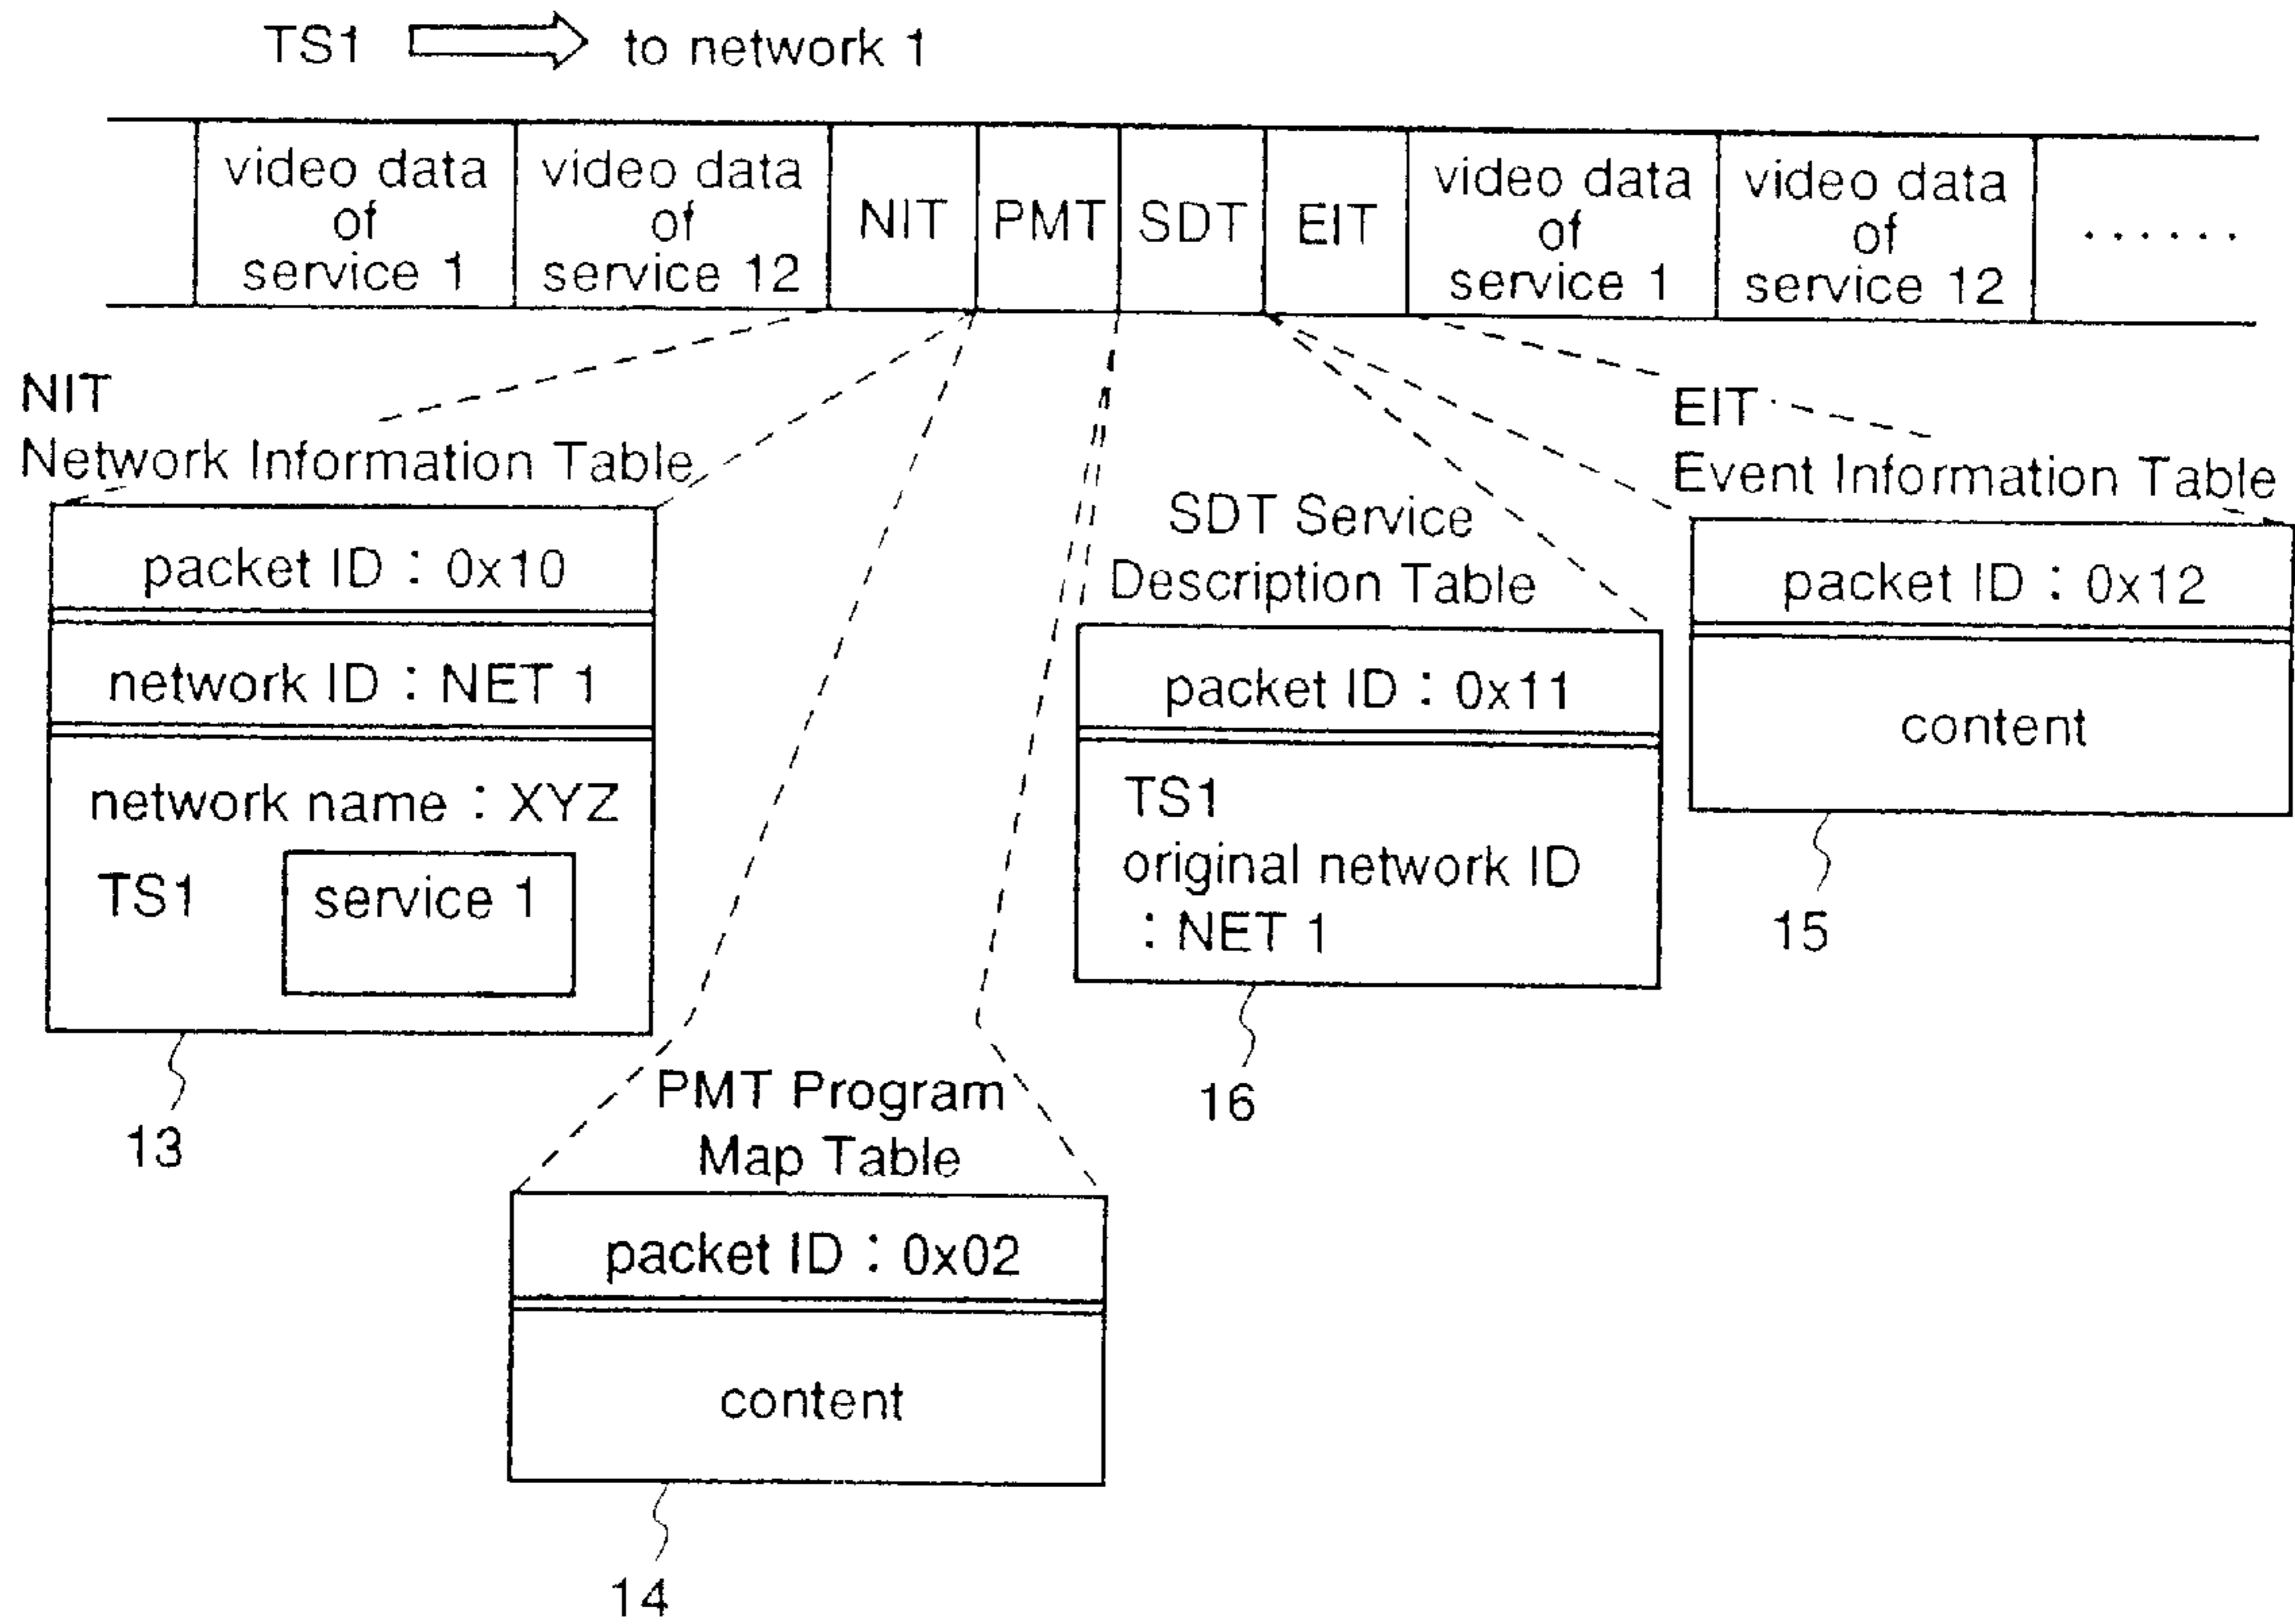 TS1 to network 1
video data
of
service 1
video data
of
service 12
NIT
PMT
SDT
EIT
video data
of
service 1
video data
of
service 12
......
NIT
Network Information Table
packet ID : 0x10
network ID : NET 1
network name : XYZ
TS1
service 1
13
PMT Program
Map Table
packet ID : 0x02
content
14
SDT Service
Description Table
packet ID : 0x11
TS1
original network ID
: NET 1
16
EIT
Event Information Table
packet ID : 0x12
content
15